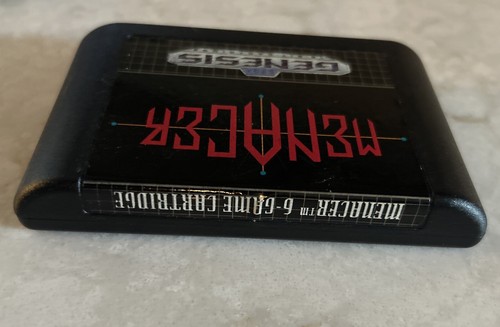 GENESIS
MENACER
MENACER™ 6-GAME CARTRIDGE